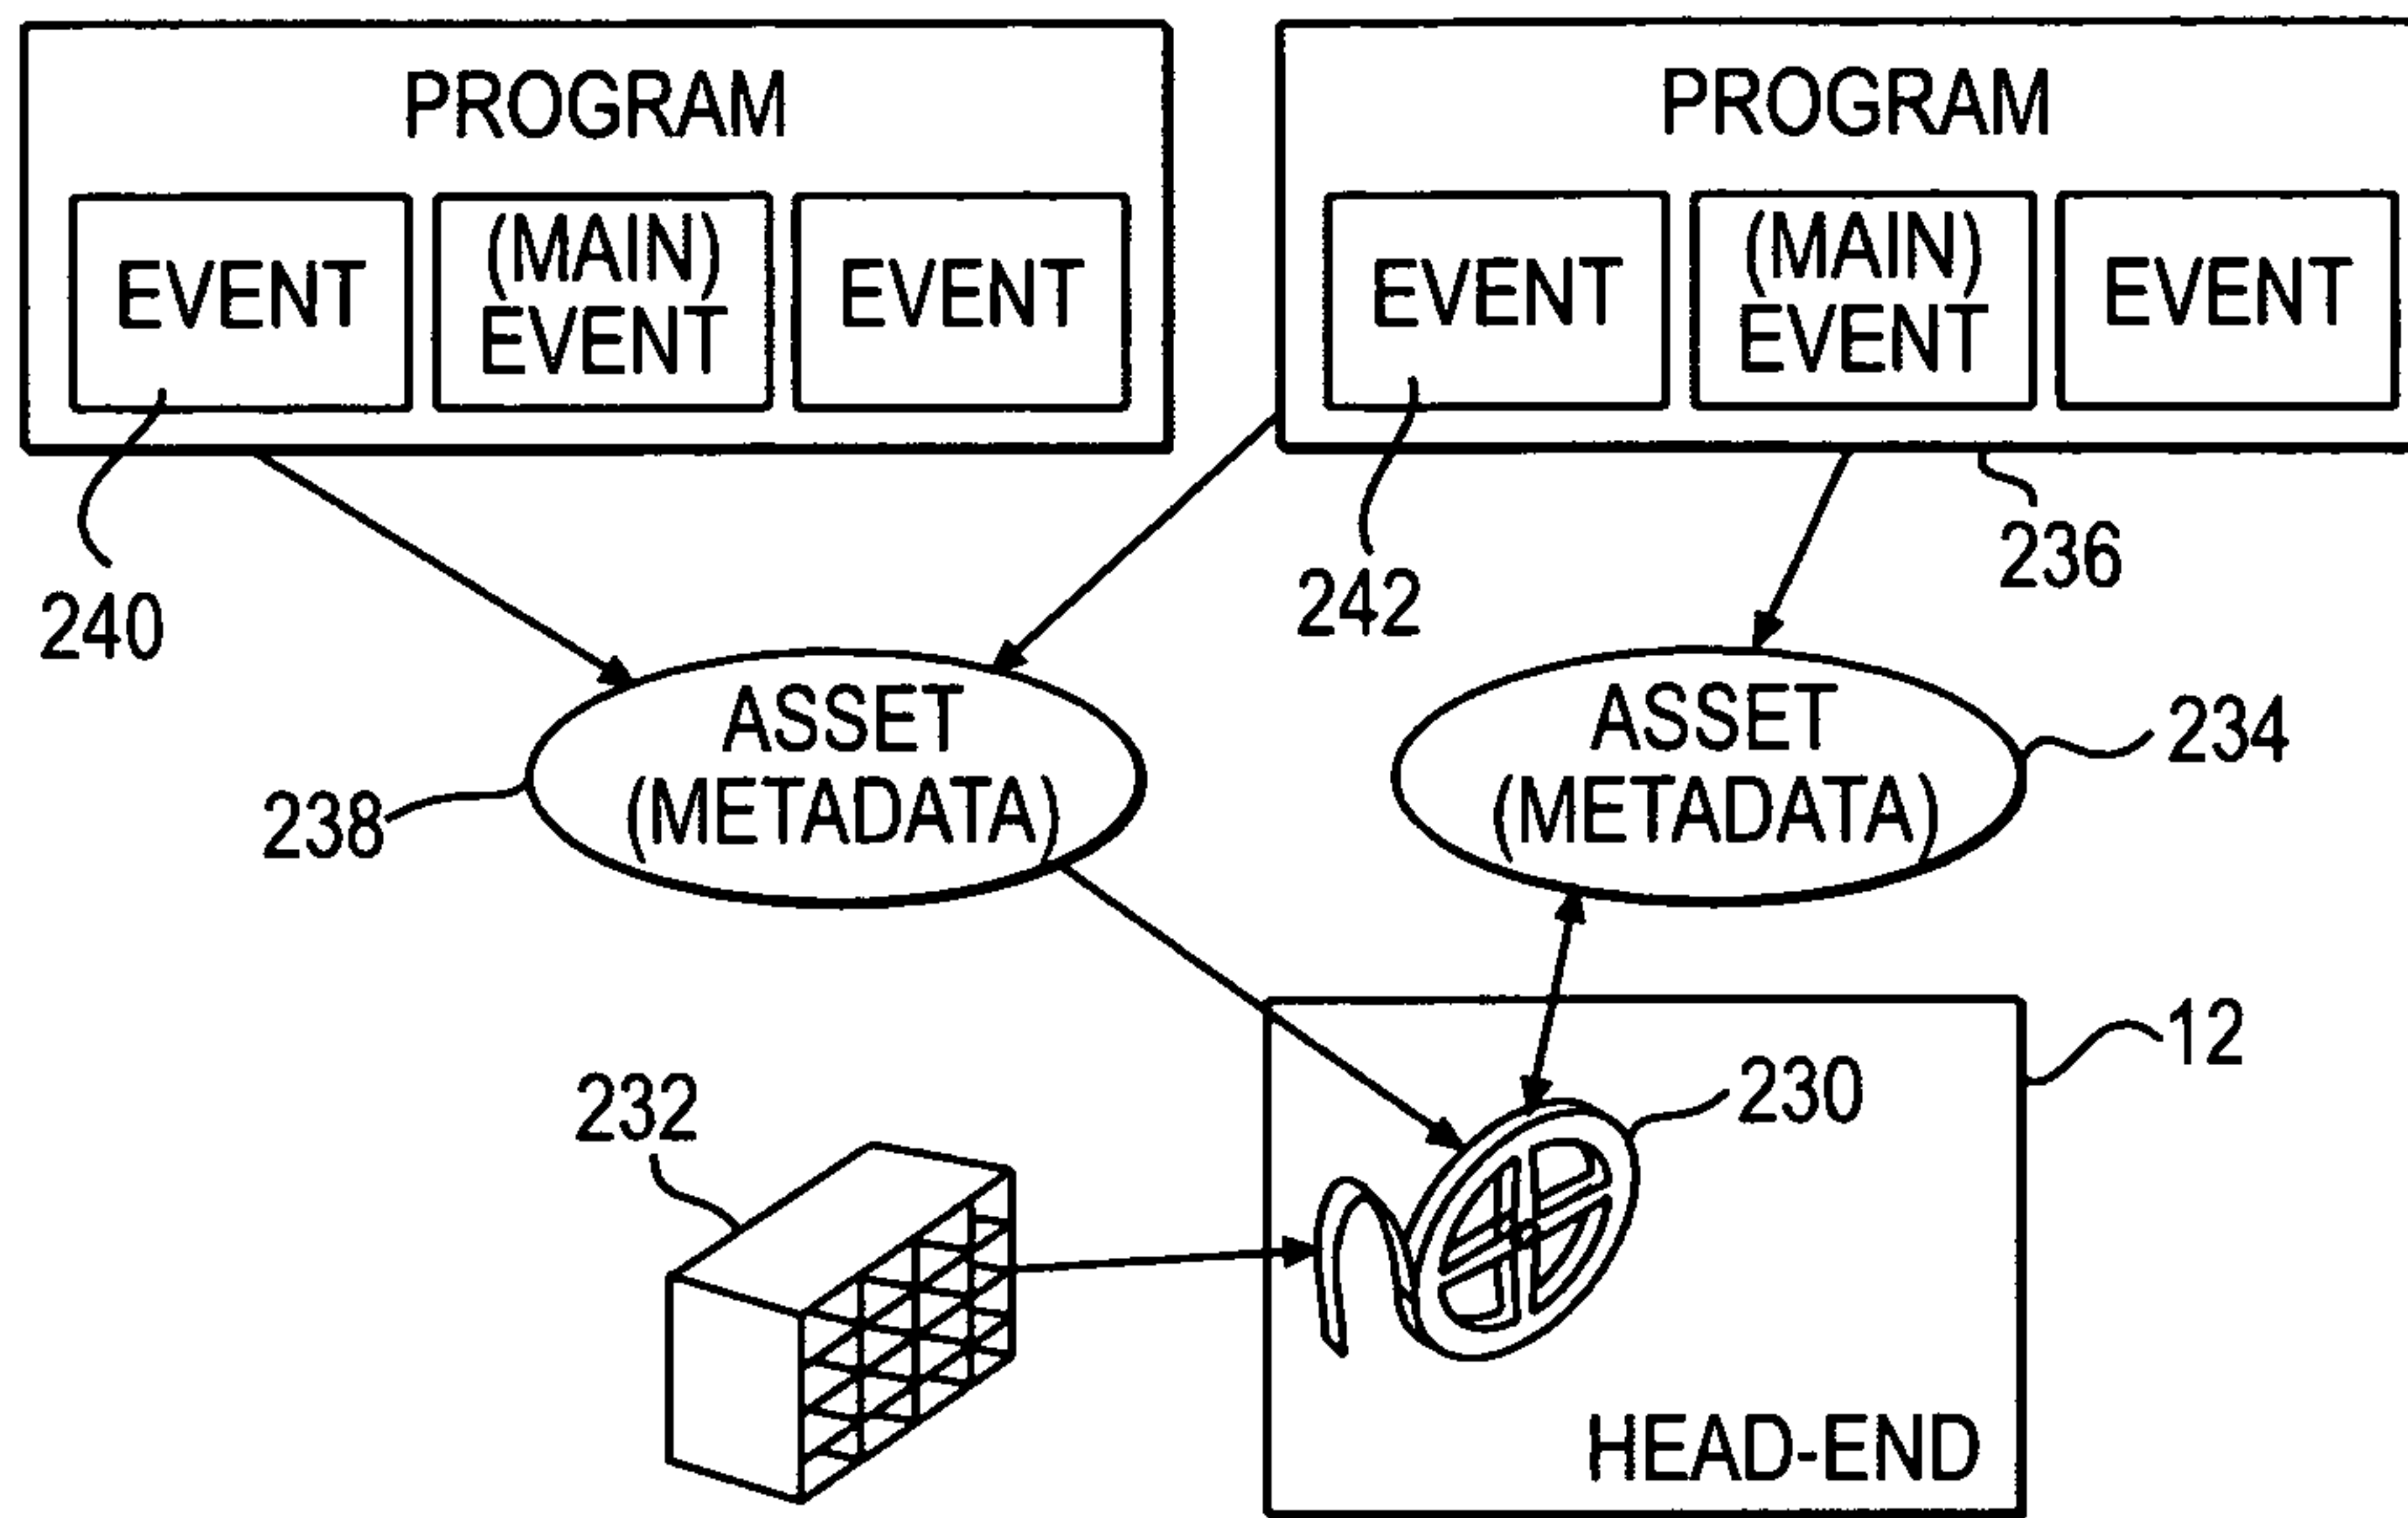 PROGRAM
EVENT
(MAIN)
EVENT
EVENT
PROGRAM
EVENT
(MAIN)
EVENT
EVENT
240
242
236
ASSET
(METADATA)
238
ASSET
(METADATA)
234
12
232
230
HEAD-END